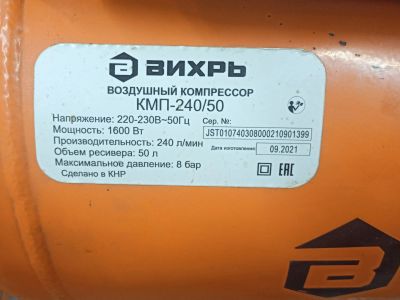 ВИХРЬ
ВОЗДУШНЫЙ КОМПРЕССОР
КМП-240/50
Напряжение: 220-230В~50Гц
Мощность: 1600 Вт
Производительность: 240 л/мин
Объем ресивера: 50 л
Максимальное давление: 8 бар
Сделано в КНР
Сер. №:
JST010740308000210901399
Дата изготовления: 09.2021
EAC